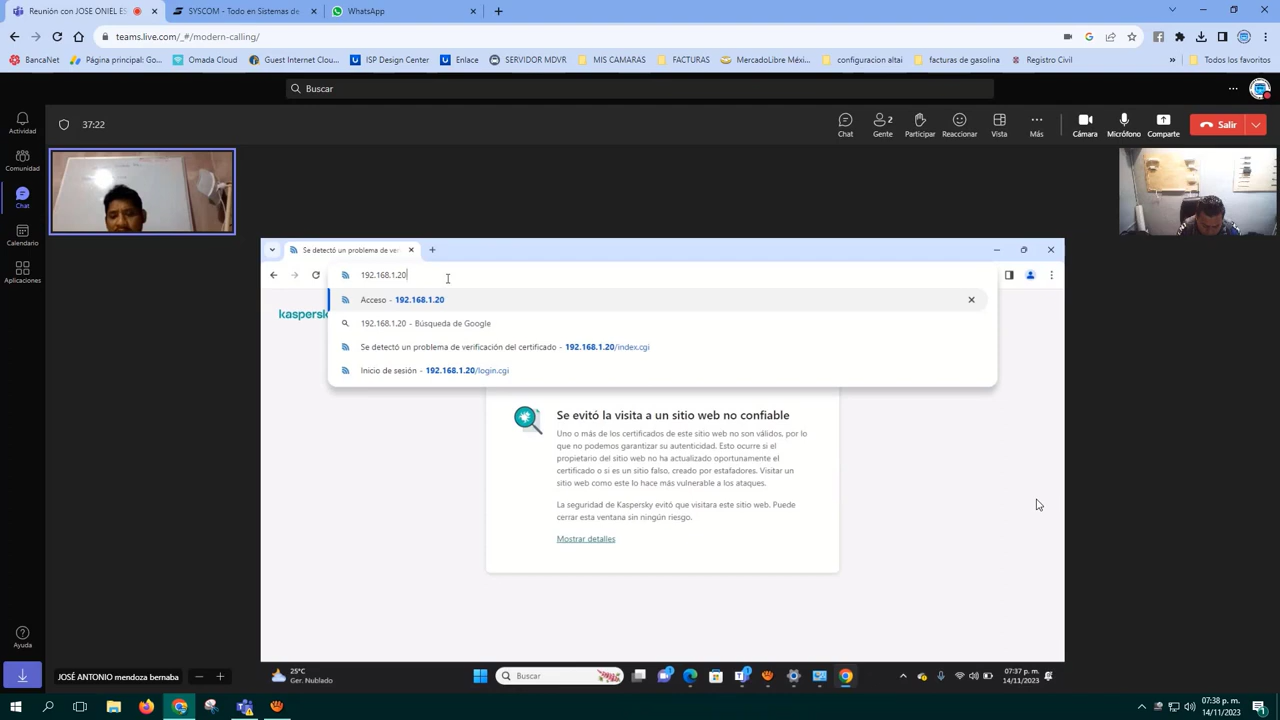 Reunión con JOSE ONIEL ES
SYSCOM - Todo en Sistemas de
WhatsApp
teams.live.com/_#/modern-calling/
BancaNet
Página principal: Go...
Omada Cloud
Guest Internet Cloud...
ISP Design Center
Enlace
SERVIDOR MDVR
MIS CAMARAS
FACTURAS
MercadoLibre Méxi...
configuracion altai
facturas de gasolina
Registro Civil
»
Todos los favoritos
Buscar
Actividad
Comunidad
Chat
Calendario
Aplicaciones
Ayuda
37:22
Chat
2
Gente
Participar
Reaccionar
Vista
Más
Cámara
Micrófono
Comparte
Salir
Se detectó un problema de ver
192.168.1.20
Acceso - 192.168.1.20
192.168.1.20 - Búsqueda de Google
Se detectó un problema de verificación del certificado - 192.168.1.20/index.cgi
Inicio de sesión - 192.168.1.20/login.cgi
kaspersk
Se evitó la visita a un sitio web no confiable
Uno o más de los certificados de este sitio web no son válidos, por lo
que no podemos garantizar su autenticidad. Esto ocurre si el
propietario del sitio web no ha actualizado oportunamente el
certificado o si es un sitio falso, creado por estafadores. Visitar un
sitio web como este lo hace más vulnerable a los ataques.
La seguridad de Kaspersky evitó que visitara este sitio web. Puede
cerrar esta ventana sin ningún riesgo.
Mostrar detalles
25°C
Ger. Nublado
Buscar
07:37 p. m.
14/11/2023
JOSÉ ANTONIO mendoza bernaba
07:38 p. m.
14/11/2023